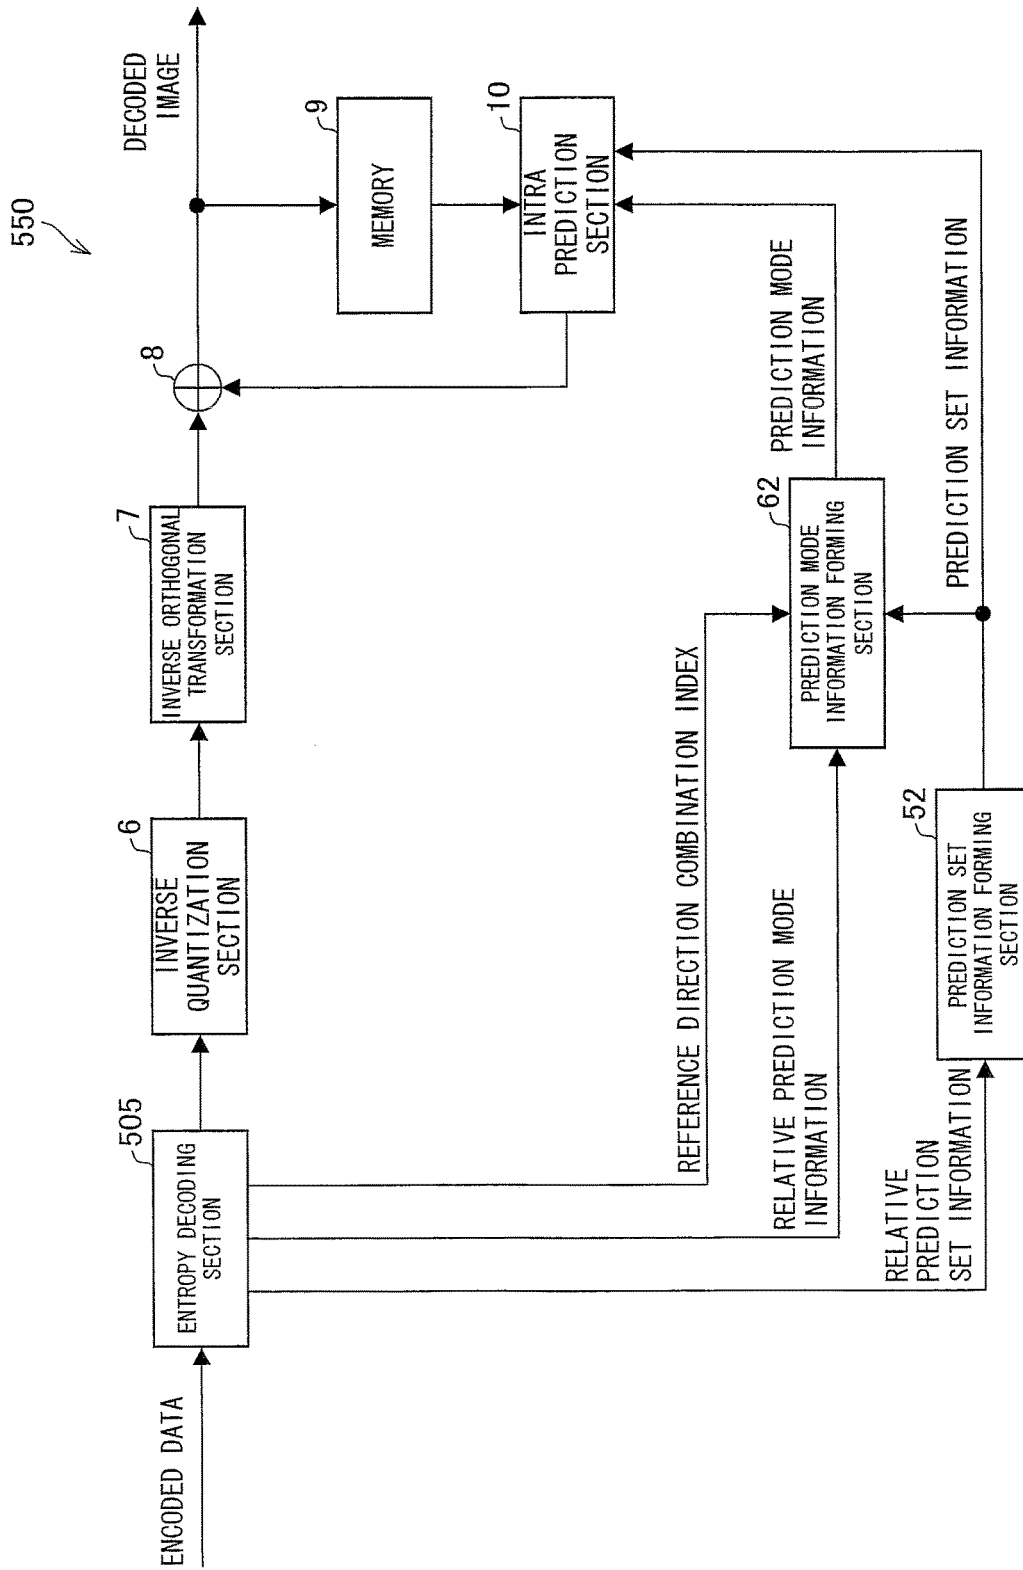 550
ENCODED DATA
505
ENTROPY DECODING
SECTION
6
INVERSE
QUANTIZATION
SECTION
7
INVERSE ORTHOGONAL
TRANSFORMATION
SECTION
8
DECODED
IMAGE
9
MEMORY
10
INTRA
PREDICTION
SECTION
REFERENCE DIRECTION COMBINATION INDEX
RELATIVE PREDICTION MODE
INFORMATION
62
PREDICTION MODE
INFORMATION FORMING
SECTION
PREDICTION MODE
INFORMATION
RELATIVE
PREDICTION
SET INFORMATION
52
PREDICTION SET
INFORMATION FORMING
SECTION
PREDICTION SET INFORMATION